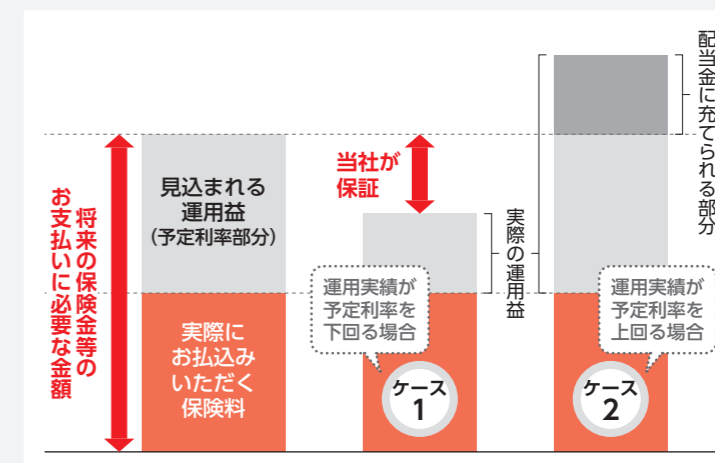 将来の保険金等の
お支払いに必要な金額
見込まれる
運用益
(予定利率部分)
実際に
お払込み
いただく
保険料
当社が
保証
実際の運用益
運用実績が
予定利率を
下回る場合
ケース
1
配当金に充てられる部分
運用実績が
予定利率を
上回る場合
ケース
2